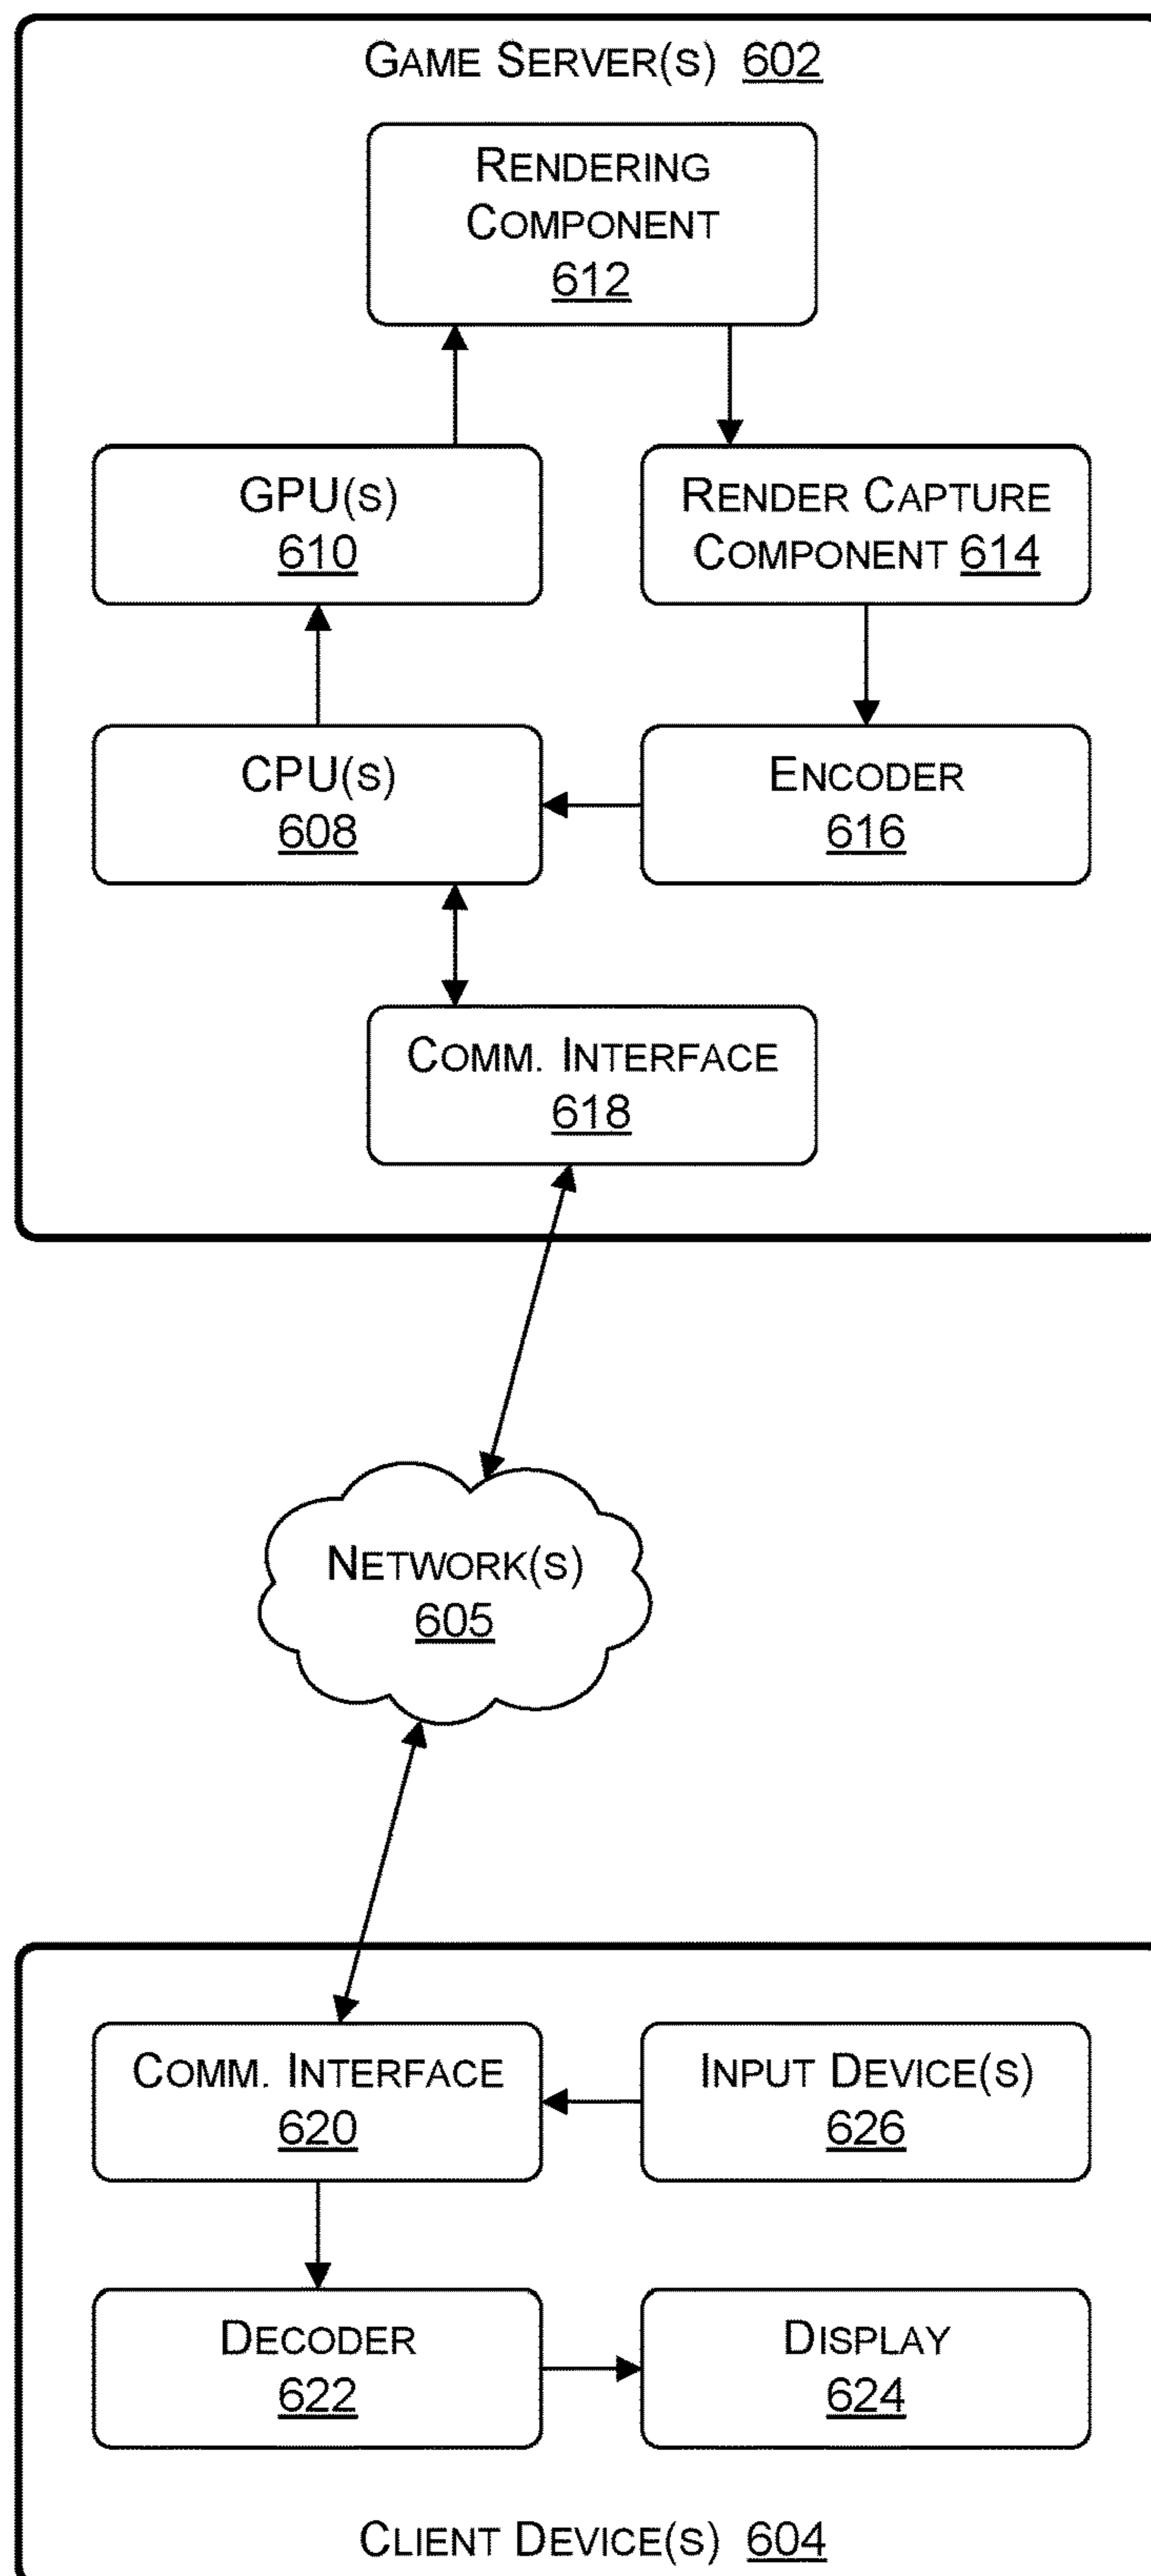 GAME SERVER(S) 602
RENDERING
COMPONENT
612
GPU(S)
610
RENDER CAPTURE
COMPONENT 614
CPU(S)
608
ENCODER
616
COMM. INTERFACE
618
NETWORK(S)
605
COMM. INTERFACE
620
INPUT DEVICE(S)
626
DECODER
622
DISPLAY
624
CLIENT DEVICE(S) 604